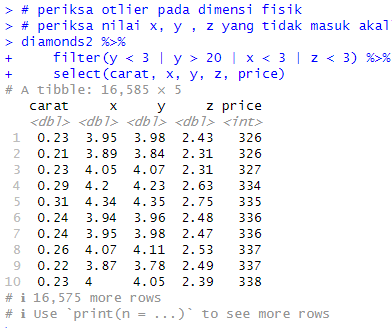 > # periksa otlier pada dimensi fisik
> # periksa nilai x, y , z yang tidak masuk akal
> diamonds2 %>%
+     filter(y < 3 | y > 20 | x < 3 | z < 3) %>%
+     select(carat, x, y, z, price)
# A tibble: 16,585 × 5
   carat     x     y     z price
   <dbl> <dbl> <dbl> <dbl> <int>
 1  0.23  3.95  3.98  2.43   326
 2  0.21  3.89  3.84  2.31   326
 3  0.23  4.05  4.07  2.31   327
 4  0.29  4.2   4.23  2.63   334
 5  0.31  4.34  4.35  2.75   335
 6  0.24  3.94  3.96  2.48   336
 7  0.24  3.95  3.98  2.47   336
 8  0.26  4.07  4.11  2.53   337
 9  0.22  3.87  3.78  2.49   337
10  0.23  4     4.05  2.39   338
# ℹ 16,575 more rows
# ℹ Use `print(n = ...)` to see more rows